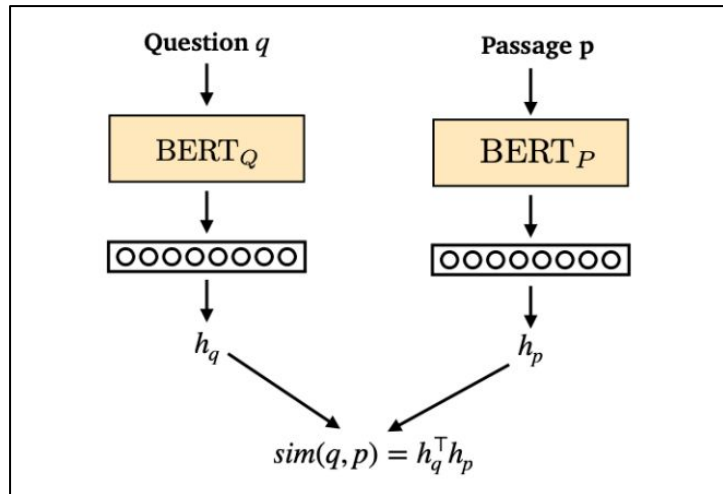 Question q
Passage p
BERT_Q
BERT_P
h_q
h_p
sim(q, p) = h_q^⊤ h_p